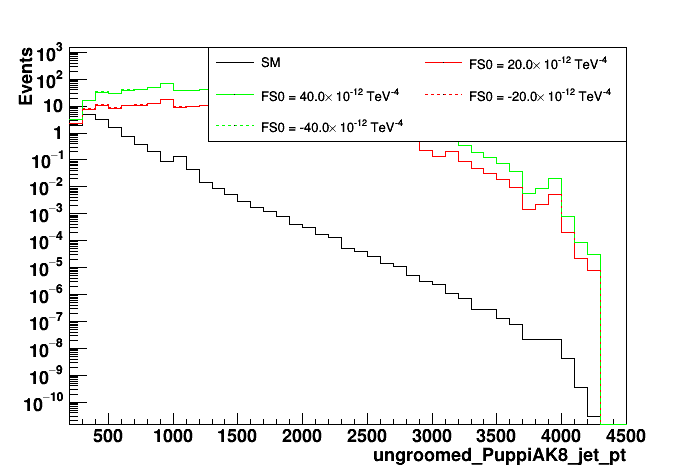 Events
10³
10²
10
1
10⁻¹
10⁻²
10⁻³
10⁻⁴
10⁻⁵
10⁻⁶
10⁻⁷
10⁻⁸
10⁻⁹
10⁻¹⁰
SM
FS0 = 20.0× 10⁻¹² TeV⁻⁴
FS0 = 40.0× 10⁻¹² TeV⁻⁴
FS0 = -20.0× 10⁻¹² TeV⁻⁴
FS0 = -40.0× 10⁻¹² TeV⁻⁴
500 1000 1500 2000 2500 3000 3500 4000 4500
ungroomed_PuppiAK8_jet_pt